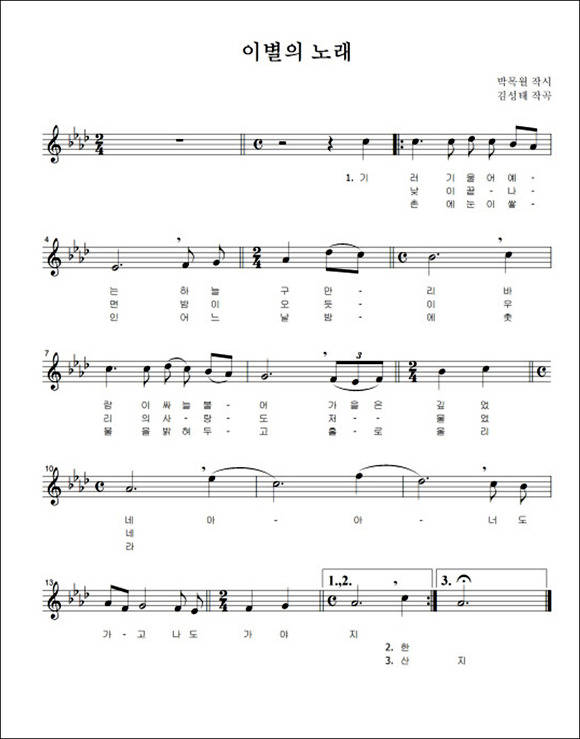 이별의 노래
박목월 작시
김성태 작곡
1. 기 러 기 울 어 예 -
낮 이 끝 - 나 -
촌 에 눈 이 쌓 -
4
는 하 늘 구 만 - 리 바
면 밤 이 오 듯 - 이 우
인 어 느 날 밤 - 에 촛
7
3
람 이 싸 늘 불 - 어 가 을 은 깊 었
리 의 사 - 랑 - 도 저 - - 물 었
불 을 밝 혀 두 - 고 홀 - 로 울 리
10
네 아 - 아 - 너 도
네
라
13
1.,2. 3.
가 - 고 나 도 가 야 지
2. 한
3. 산 지